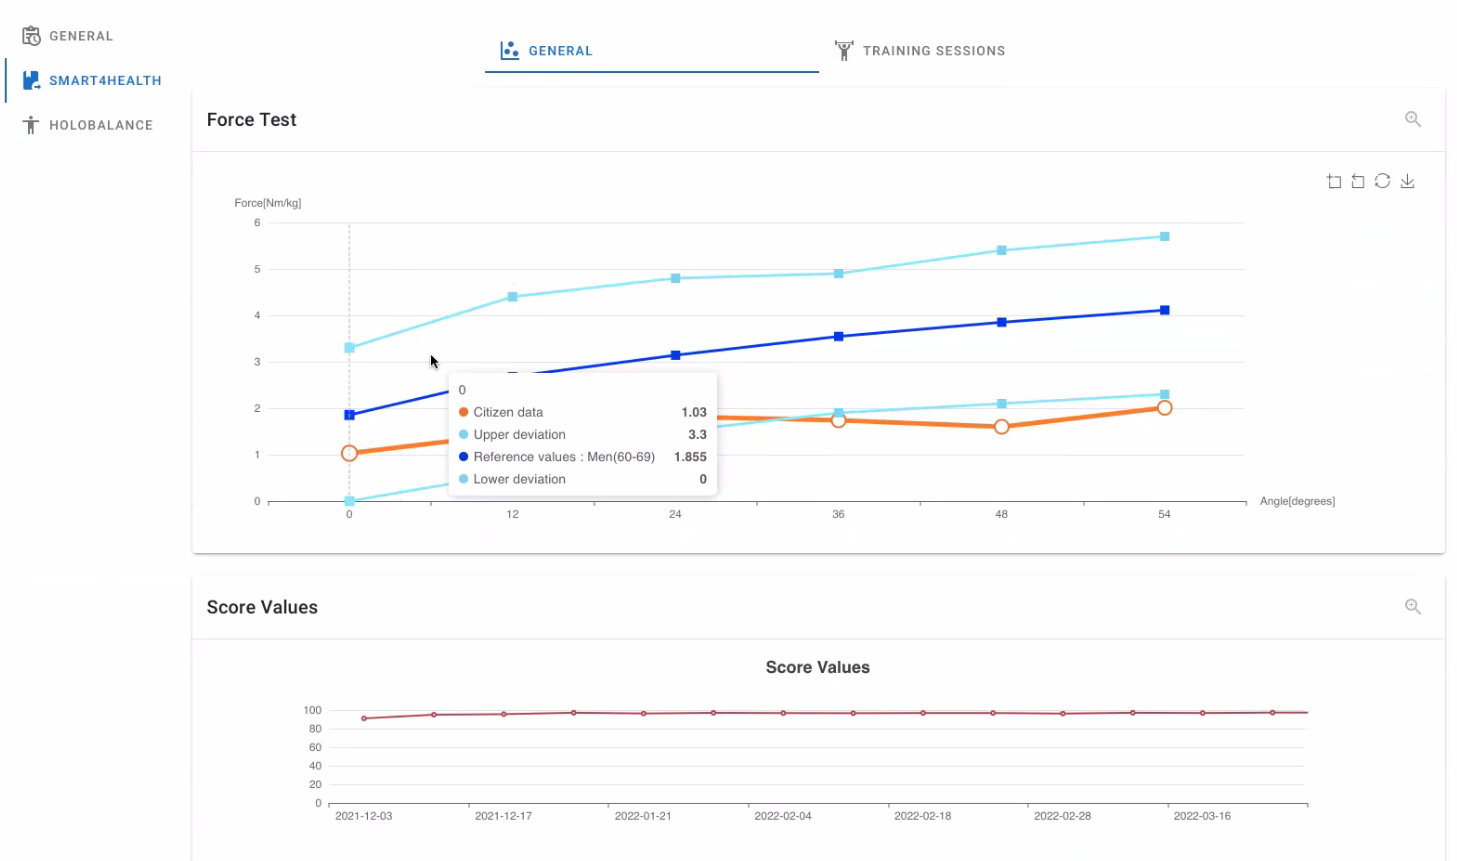 GENERAL
SMART4HEALTH
HOLOBALANCE
GENERAL
TRAINING SESSIONS
Force Test
Force[Nm/kg]
6
5
4
3
2
1
0
0
12
24
36
48
54
Angle[degrees]
0
Citizen data 1.03
Upper deviation 3.3
Reference values : Men(60-69) 1.855
Lower deviation 0
Score Values
Score Values
100
80
60
40
20
0
2021-12-03
2021-12-17
2022-01-21
2022-02-04
2022-02-18
2022-02-28
2022-03-16